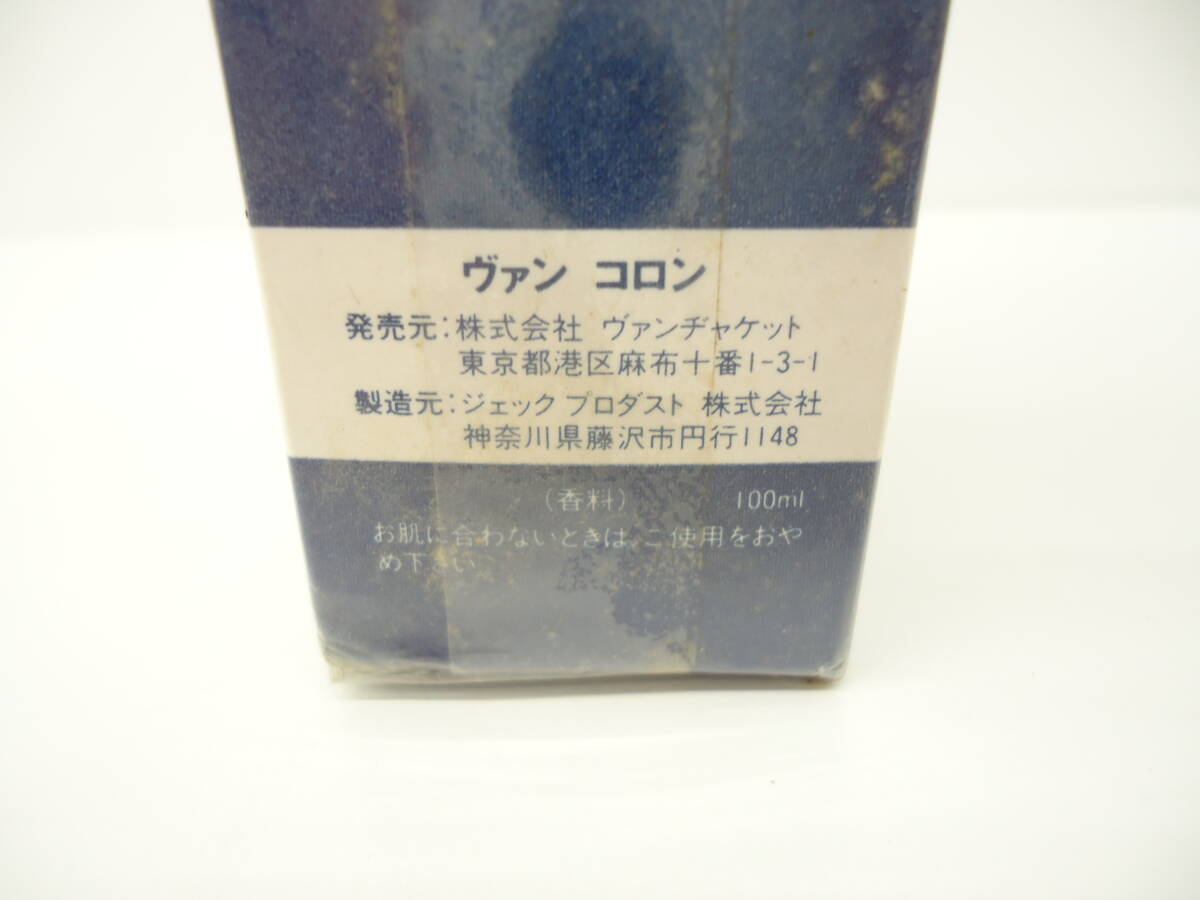 ヴァン コロン
発売元:株式会社 ヴァンヂャケット
東京都港区麻布十番1-3-1
製造元:ジェック プロダスト 株式会社
神奈川県藤沢市円行1148
(香料) 100ml
お肌に合わないときは、ご使用をおや
め下さい